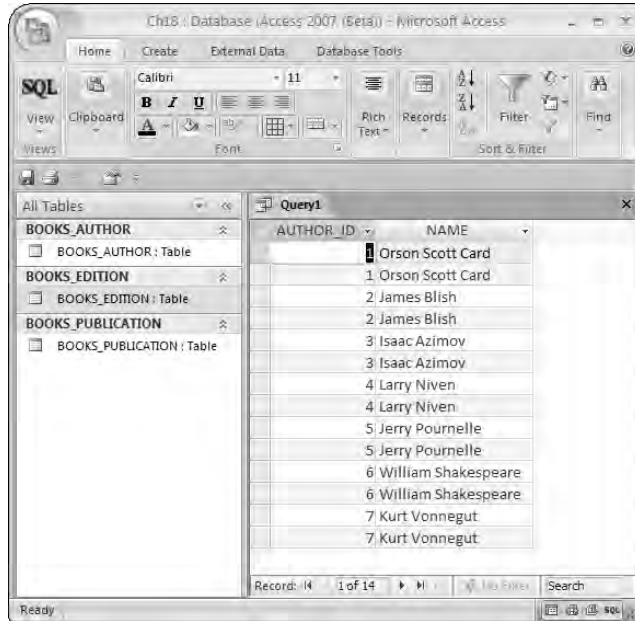 Ch18 : Database (Access 2007 (Beta)) - Microsoft Access
Home Create External Data Database Tools
SQL
View
Views
Clipboard
Calibri 11
B I U
A
Font
Rich Text
Records
Filter
Sort & Filter
Find
All Tables
BOOKS_AUTHOR
BOOKS_AUTHOR : Table
BOOKS_EDITION
BOOKS_EDITION : Table
BOOKS_PUBLICATION
BOOKS_PUBLICATION : Table
Query1
AUTHOR_ID NAME
1 Orson Scott Card
1 Orson Scott Card
2 James Blish
2 James Blish
3 Isaac Azimov
3 Isaac Azimov
4 Larry Niven
4 Larry Niven
5 Jerry Pournelle
5 Jerry Pournelle
6 William Shakespeare
6 William Shakespeare
7 Kurt Vonnegut
7 Kurt Vonnegut
Record: 1 of 14 No Filter Search
Ready SQL